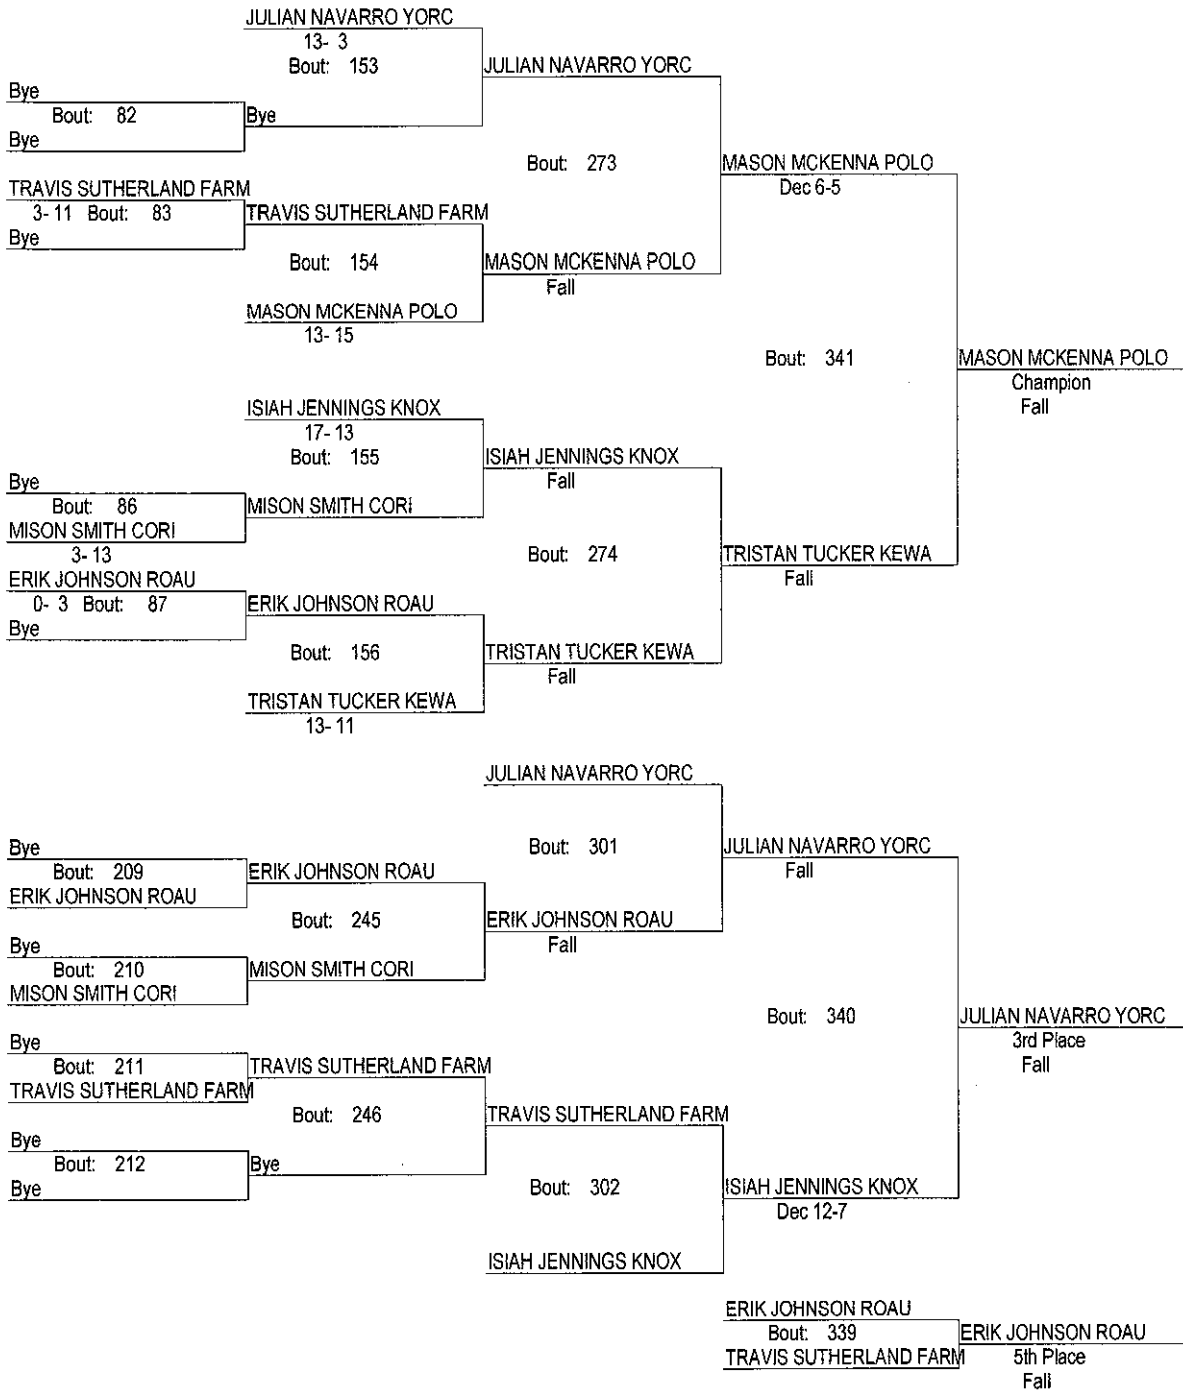 JULIAN NAVARRO YORC
13- 3
Bout: 153
JULIAN NAVARRO YORC
Bye
Bout: 82
Bye
Bye
Bout: 273
MASON MCKENNA POLO
Dec 6-5
TRAVIS SUTHERLAND FARM
3- 11 Bout: 83
TRAVIS SUTHERLAND FARM
Bye
Bout: 154
MASON MCKENNA POLO
Fall
MASON MCKENNA POLO
13- 15
Bout: 341
MASON MCKENNA POLO
Champion
Fall
ISIAH JENNINGS KNOX
17- 13
Bout: 155
ISIAH JENNINGS KNOX
Fall
Bye
Bout: 86
MISON SMITH CORI
MISON SMITH CORI
3- 13
Bout: 274
TRISTAN TUCKER KEWA
Fall
ERIK JOHNSON ROAU
0- 3 Bout: 87
ERIK JOHNSON ROAU
Bye
Bout: 156
TRISTAN TUCKER KEWA
Fall
TRISTAN TUCKER KEWA
13- 11
JULIAN NAVARRO YORC
Bout: 301
JULIAN NAVARRO YORC
Fall
Bye
Bout: 209
ERIK JOHNSON ROAU
ERIK JOHNSON ROAU
Bout: 245
ERIK JOHNSON ROAU
Fall
Bye
Bout: 210
MISON SMITH CORI
MISON SMITH CORI
Bout: 340
JULIAN NAVARRO YORC
3rd Place
Fall
Bye
Bout: 211
TRAVIS SUTHERLAND FARM
TRAVIS SUTHERLAND FARM
Bout: 246
TRAVIS SUTHERLAND FARM
Bye
Bout: 212
Bye
Bye
Bout: 302
ISIAH JENNINGS KNOX
Dec 12-7
ISIAH JENNINGS KNOX
ERIK JOHNSON ROAU
Bout: 339
ERIK JOHNSON ROAU
TRAVIS SUTHERLAND FARM
5th Place
Fall